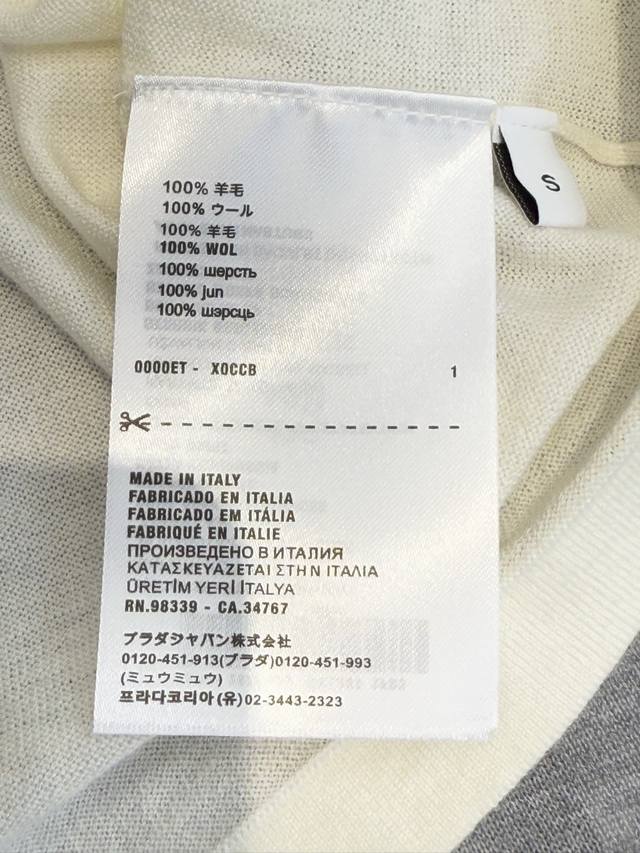 S
100% 羊毛
100% ウール
100% 羊毛
100% WOL
100% шерсть
100% jun
100% шэрсць
0000ET - X0CCB 1
MADE IN ITALY
FABRICADO EN ITALIA
FABRICADO EM ITÁLIA
FABRIQUÉ EN ITALIE
ПРОИЗВЕДЕНО В ИТАЛИЯ
ΚΑΤΑΣΚΕΥΑΖΕΤΑΙ ΣΤΗ Ν ΙΤΑΛΙΑ
ÜRETİM YERİ İTALYA
RN.98339 - CA.34767
プラダジャパン株式会社
0120-451-913(プラダ)0120-451-993
(ミュウミュウ)
프라다코리아(유)02-3443-2323